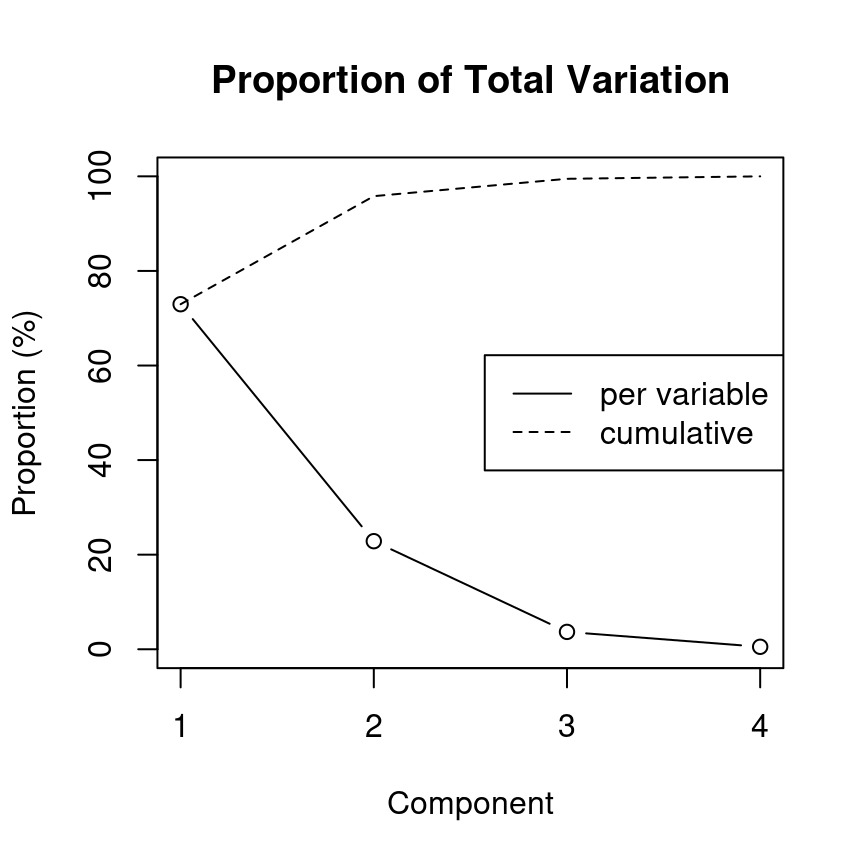 Proportion of Total Variation
Proportion (%)
100
80
60
40
20
0
per variable
cumulative
1 2 3 4
Component